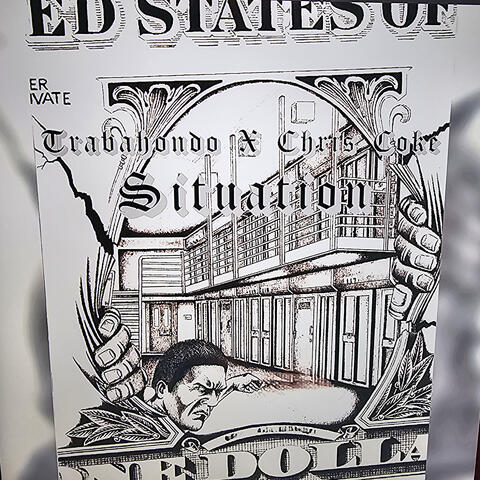 ED STATES OF
ER
IVATE
Trabahondo X Chris Coke
Situation
NE DOLLA